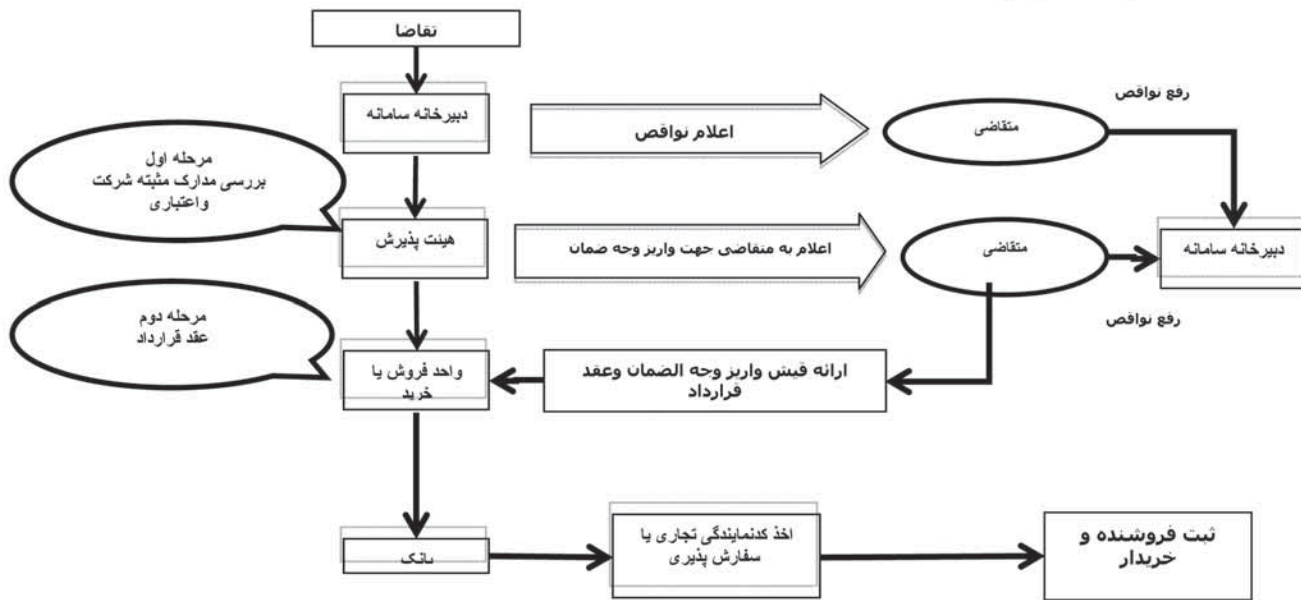 تقاضا
دبیرخانه سامانه
اعلام نواقص
متقاضی
رفع نواقص
مرحله اول
بررسی مدارک مثبته شرکت
واعتباری
هیئت پذیرش
اعلام به متقاضی جهت واریز وجه ضمان
متقاضی
دبیرخانه سامانه
رفع نواقص
مرحله دوم
عقد قرارداد
واحد فروش یا
خرید
ارائه فیش واریز وجه الضمان وعقد
قرارداد
بانک
اخذ کدنمایندگی تجاری یا
سفارش پذیری
ثبت فروشنده و
خریدار